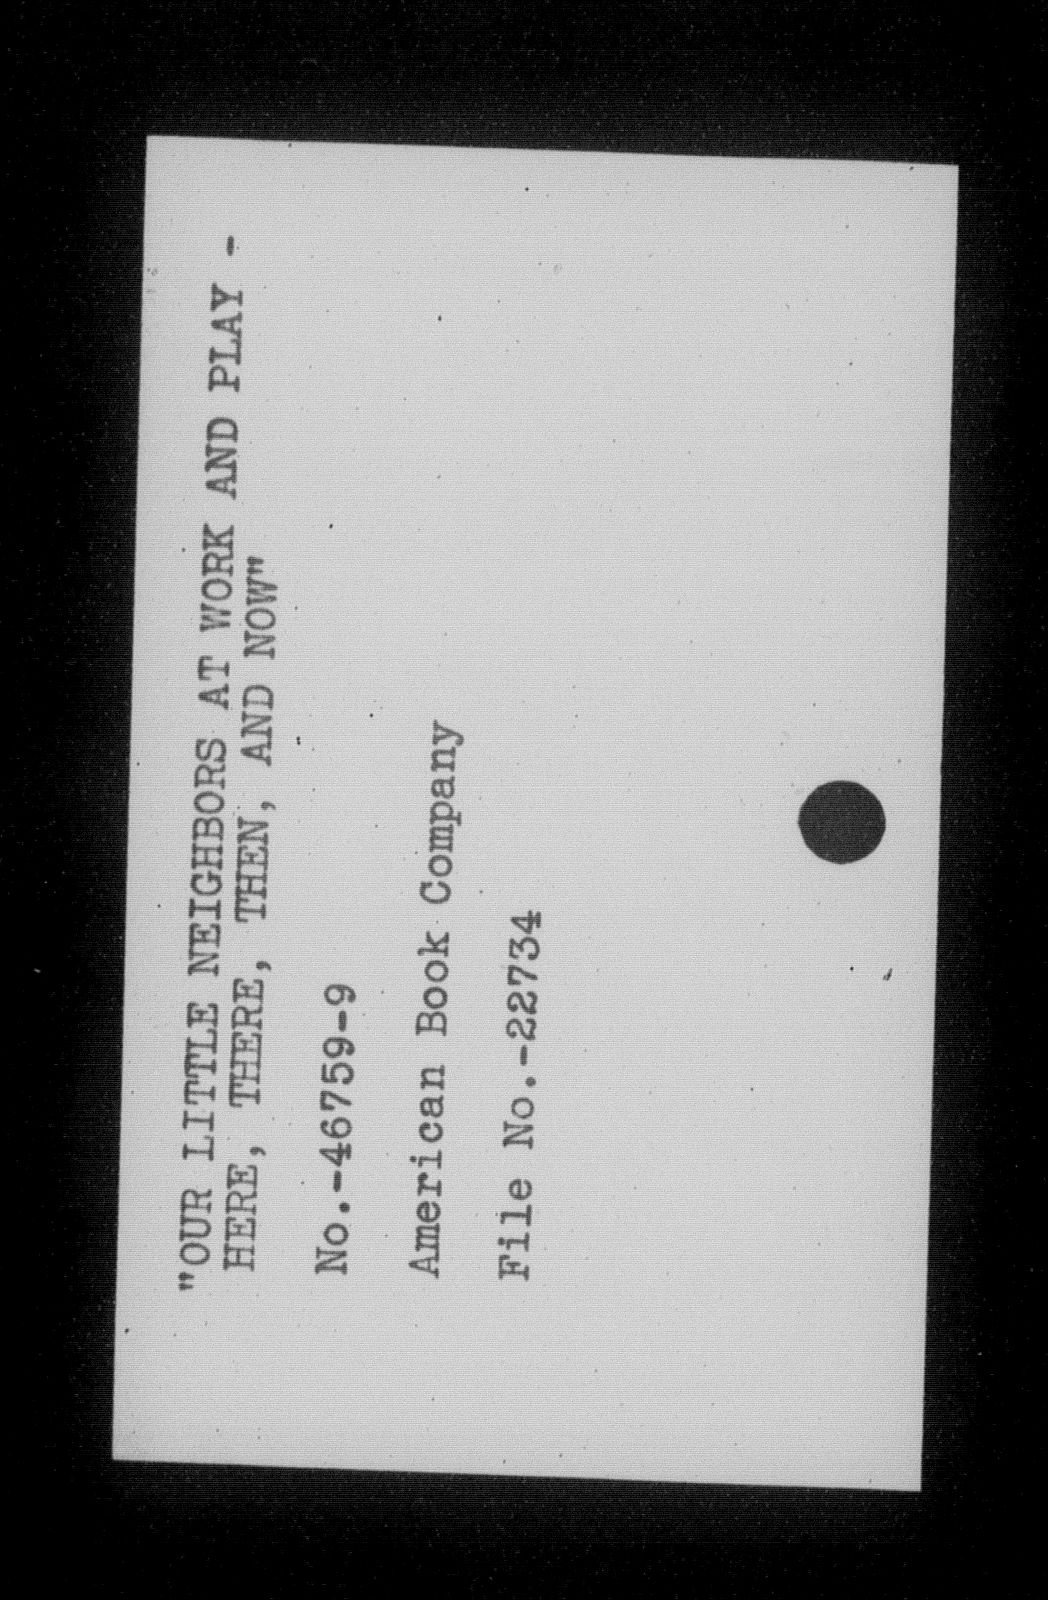 "OUR LITTLE NEIGHBORS AT WORK AND PLAY -
HERE, THERE, THEN, AND NOW"
No.-46759-9
American Book Company
File No.-22734